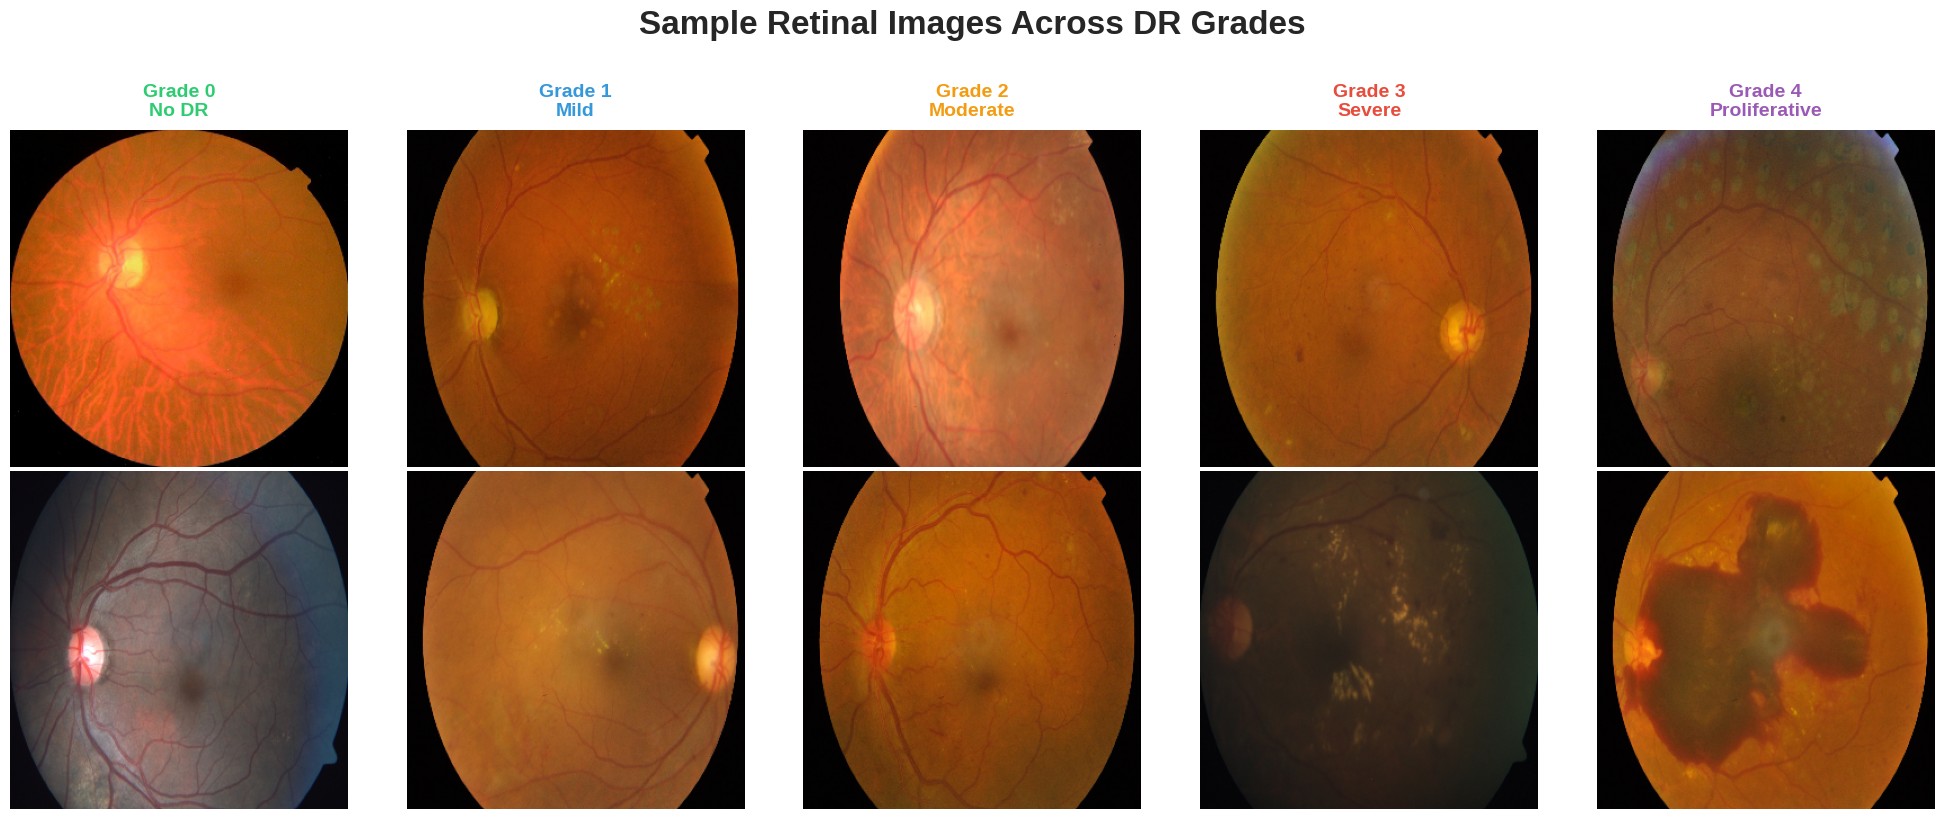 Sample Retinal Images Across DR Grades
Grade 0
No DR
Grade 1
Mild
Grade 2
Moderate
Grade 3
Severe
Grade 4
Proliferative